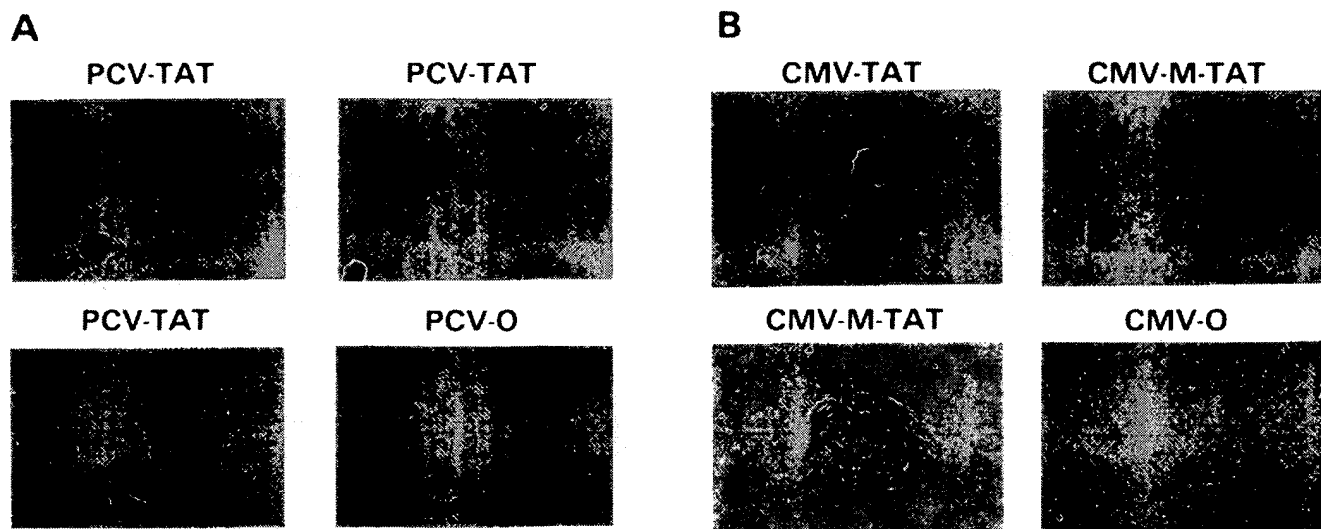 A
B
PCV-TAT PCV-TAT
CMV-TAT CMV-M-TAT
PCV-TAT PCV-O
CMV-M-TAT CMV-O